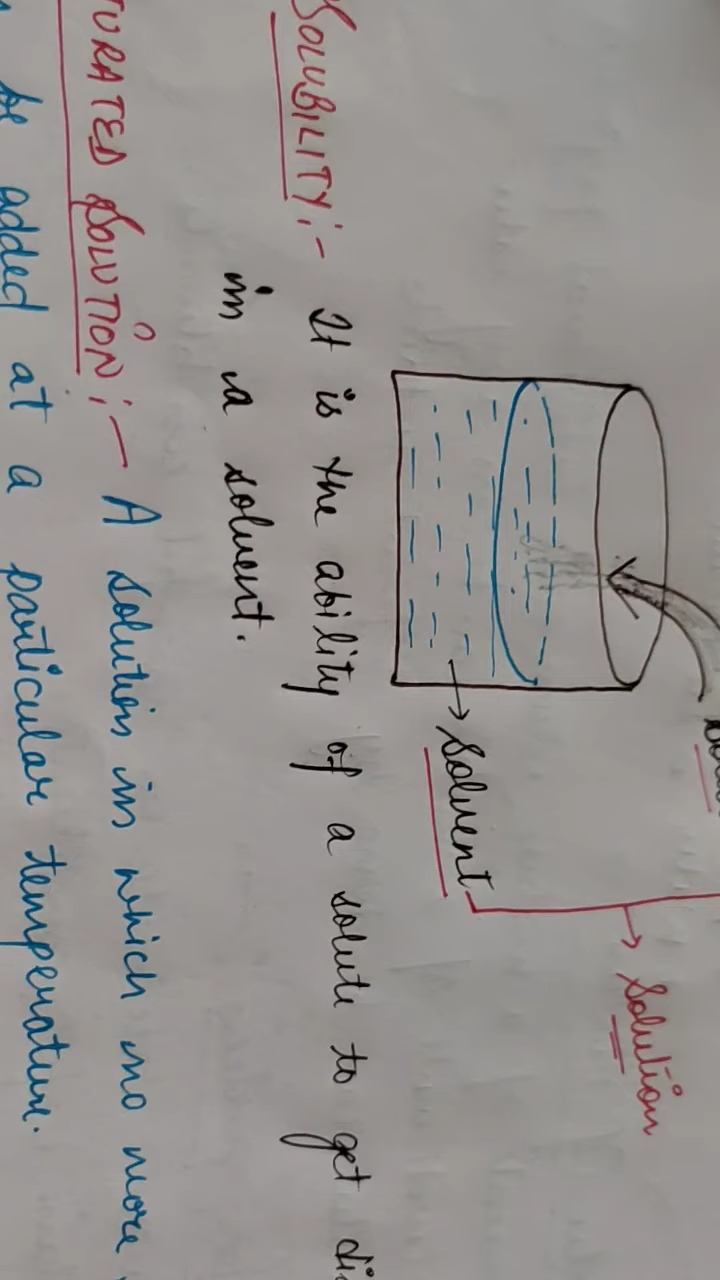 Solvent
Solution
SOLUBILITY:- It is the ability of a solute to get
in a solvent.
SOLUTION:- A solution in which no more
be added at a particular temperature.